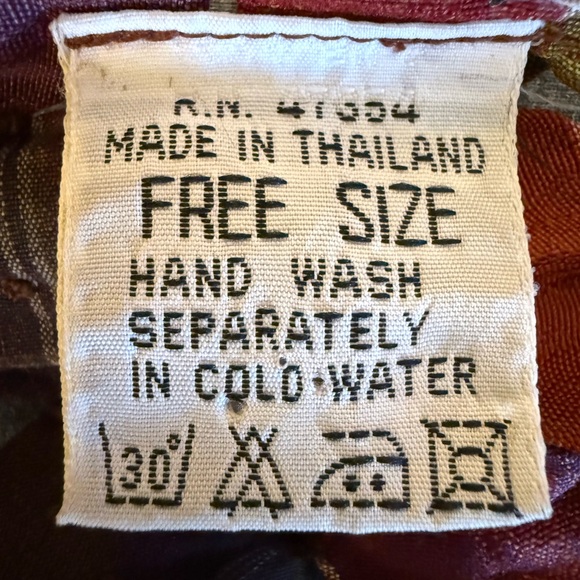 R.N.
MADE IN THAILAND
FREE SIZE
HAND WASH
SEPARATELY
IN COLD WATER
30°